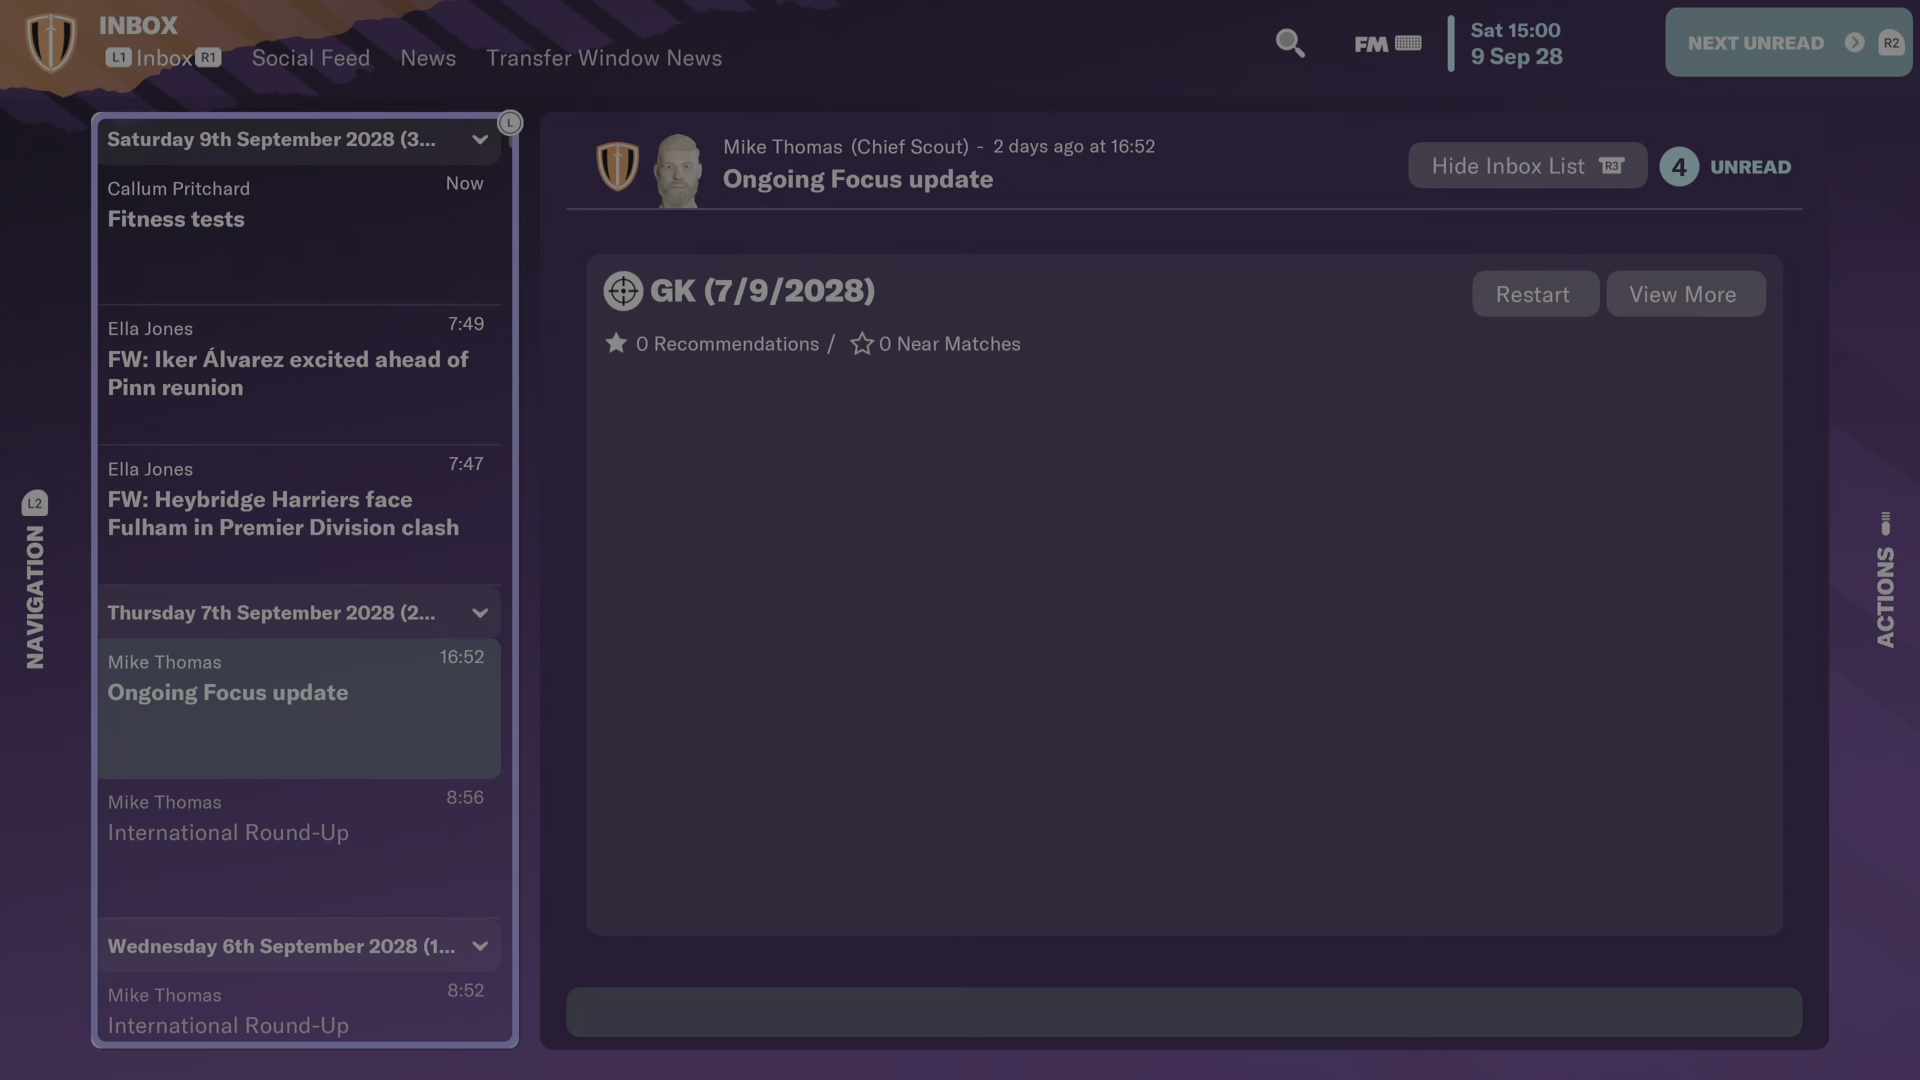 INBOX
L1 Inbox R1 Social Feed News Transfer Window News
FM
Sat 15:00
9 Sep 28
NEXT UNREAD R2
L
Saturday 9th September 2028 (3...
Callum Pritchard Now
Fitness tests
Ella Jones 7:49
FW: Iker Álvarez excited ahead of
Pinn reunion
Ella Jones 7:47
FW: Heybridge Harriers face
Fulham in Premier Division clash
Thursday 7th September 2028 (2...
Mike Thomas 16:52
Ongoing Focus update
Mike Thomas 8:56
International Round-Up
Wednesday 6th September 2028 (1...
Mike Thomas 8:52
International Round-Up
L2
NAVIGATION
Mike Thomas (Chief Scout) - 2 days ago at 16:52
Ongoing Focus update
Hide Inbox List R3
4 UNREAD
GK (7/9/2028)
Restart View More
0 Recommendations / 0 Near Matches
ACTIONS